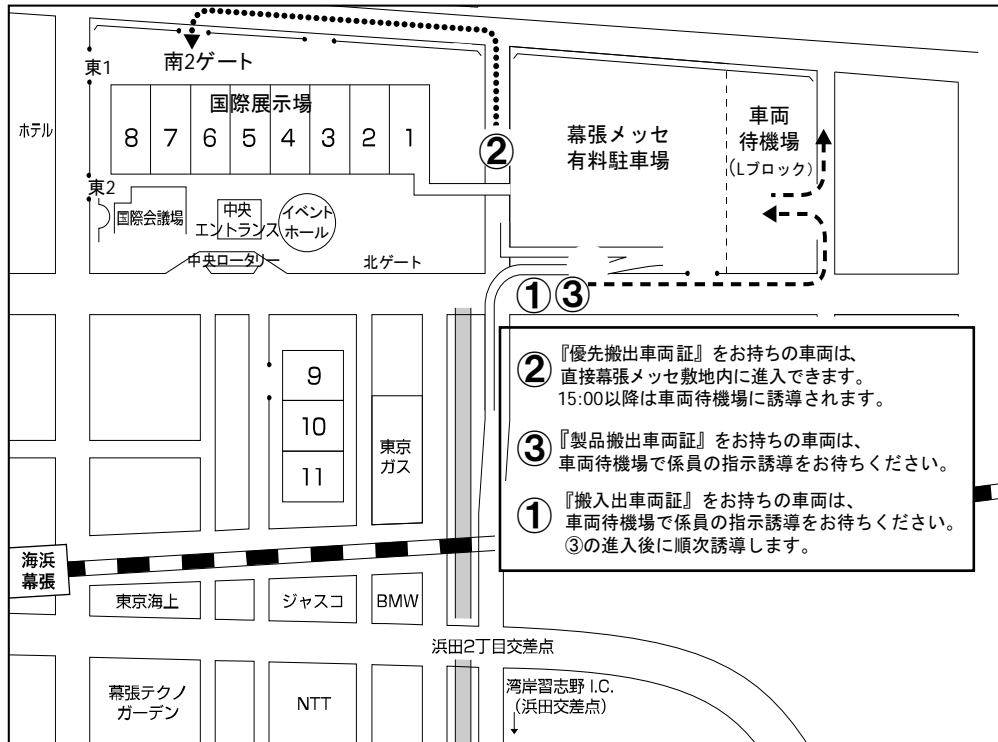 南2ゲート
東1
国際展示場
ホテル
8 7 6 5 4 3 2 1
②
幕張メッセ
有料駐車場
車両
待機場
(Lブロック)
東2
国際会議場
中央
エントランス
イベント
ホール
中央ロータリー
北ゲート
①③
9
10
11
東京
ガス
② 『優先搬出車両証』をお持ちの車両は、
直接幕張メッセ敷地内に進入できます。
15:00以降は車両待機場に誘導されます。
③ 『製品搬出車両証』をお持ちの車両は、
車両待機場で係員の指示誘導をお待ちください。
① 『搬入出車両証』をお持ちの車両は、
車両待機場で係員の指示誘導をお待ちください。
③の進入後に順次誘導します。
海浜
幕張
東京海上
ジャスコ
BMW
浜田2丁目交差点
幕張テクノ
ガーデン
NTT
湾岸習志野 I.C.
(浜田交差点)